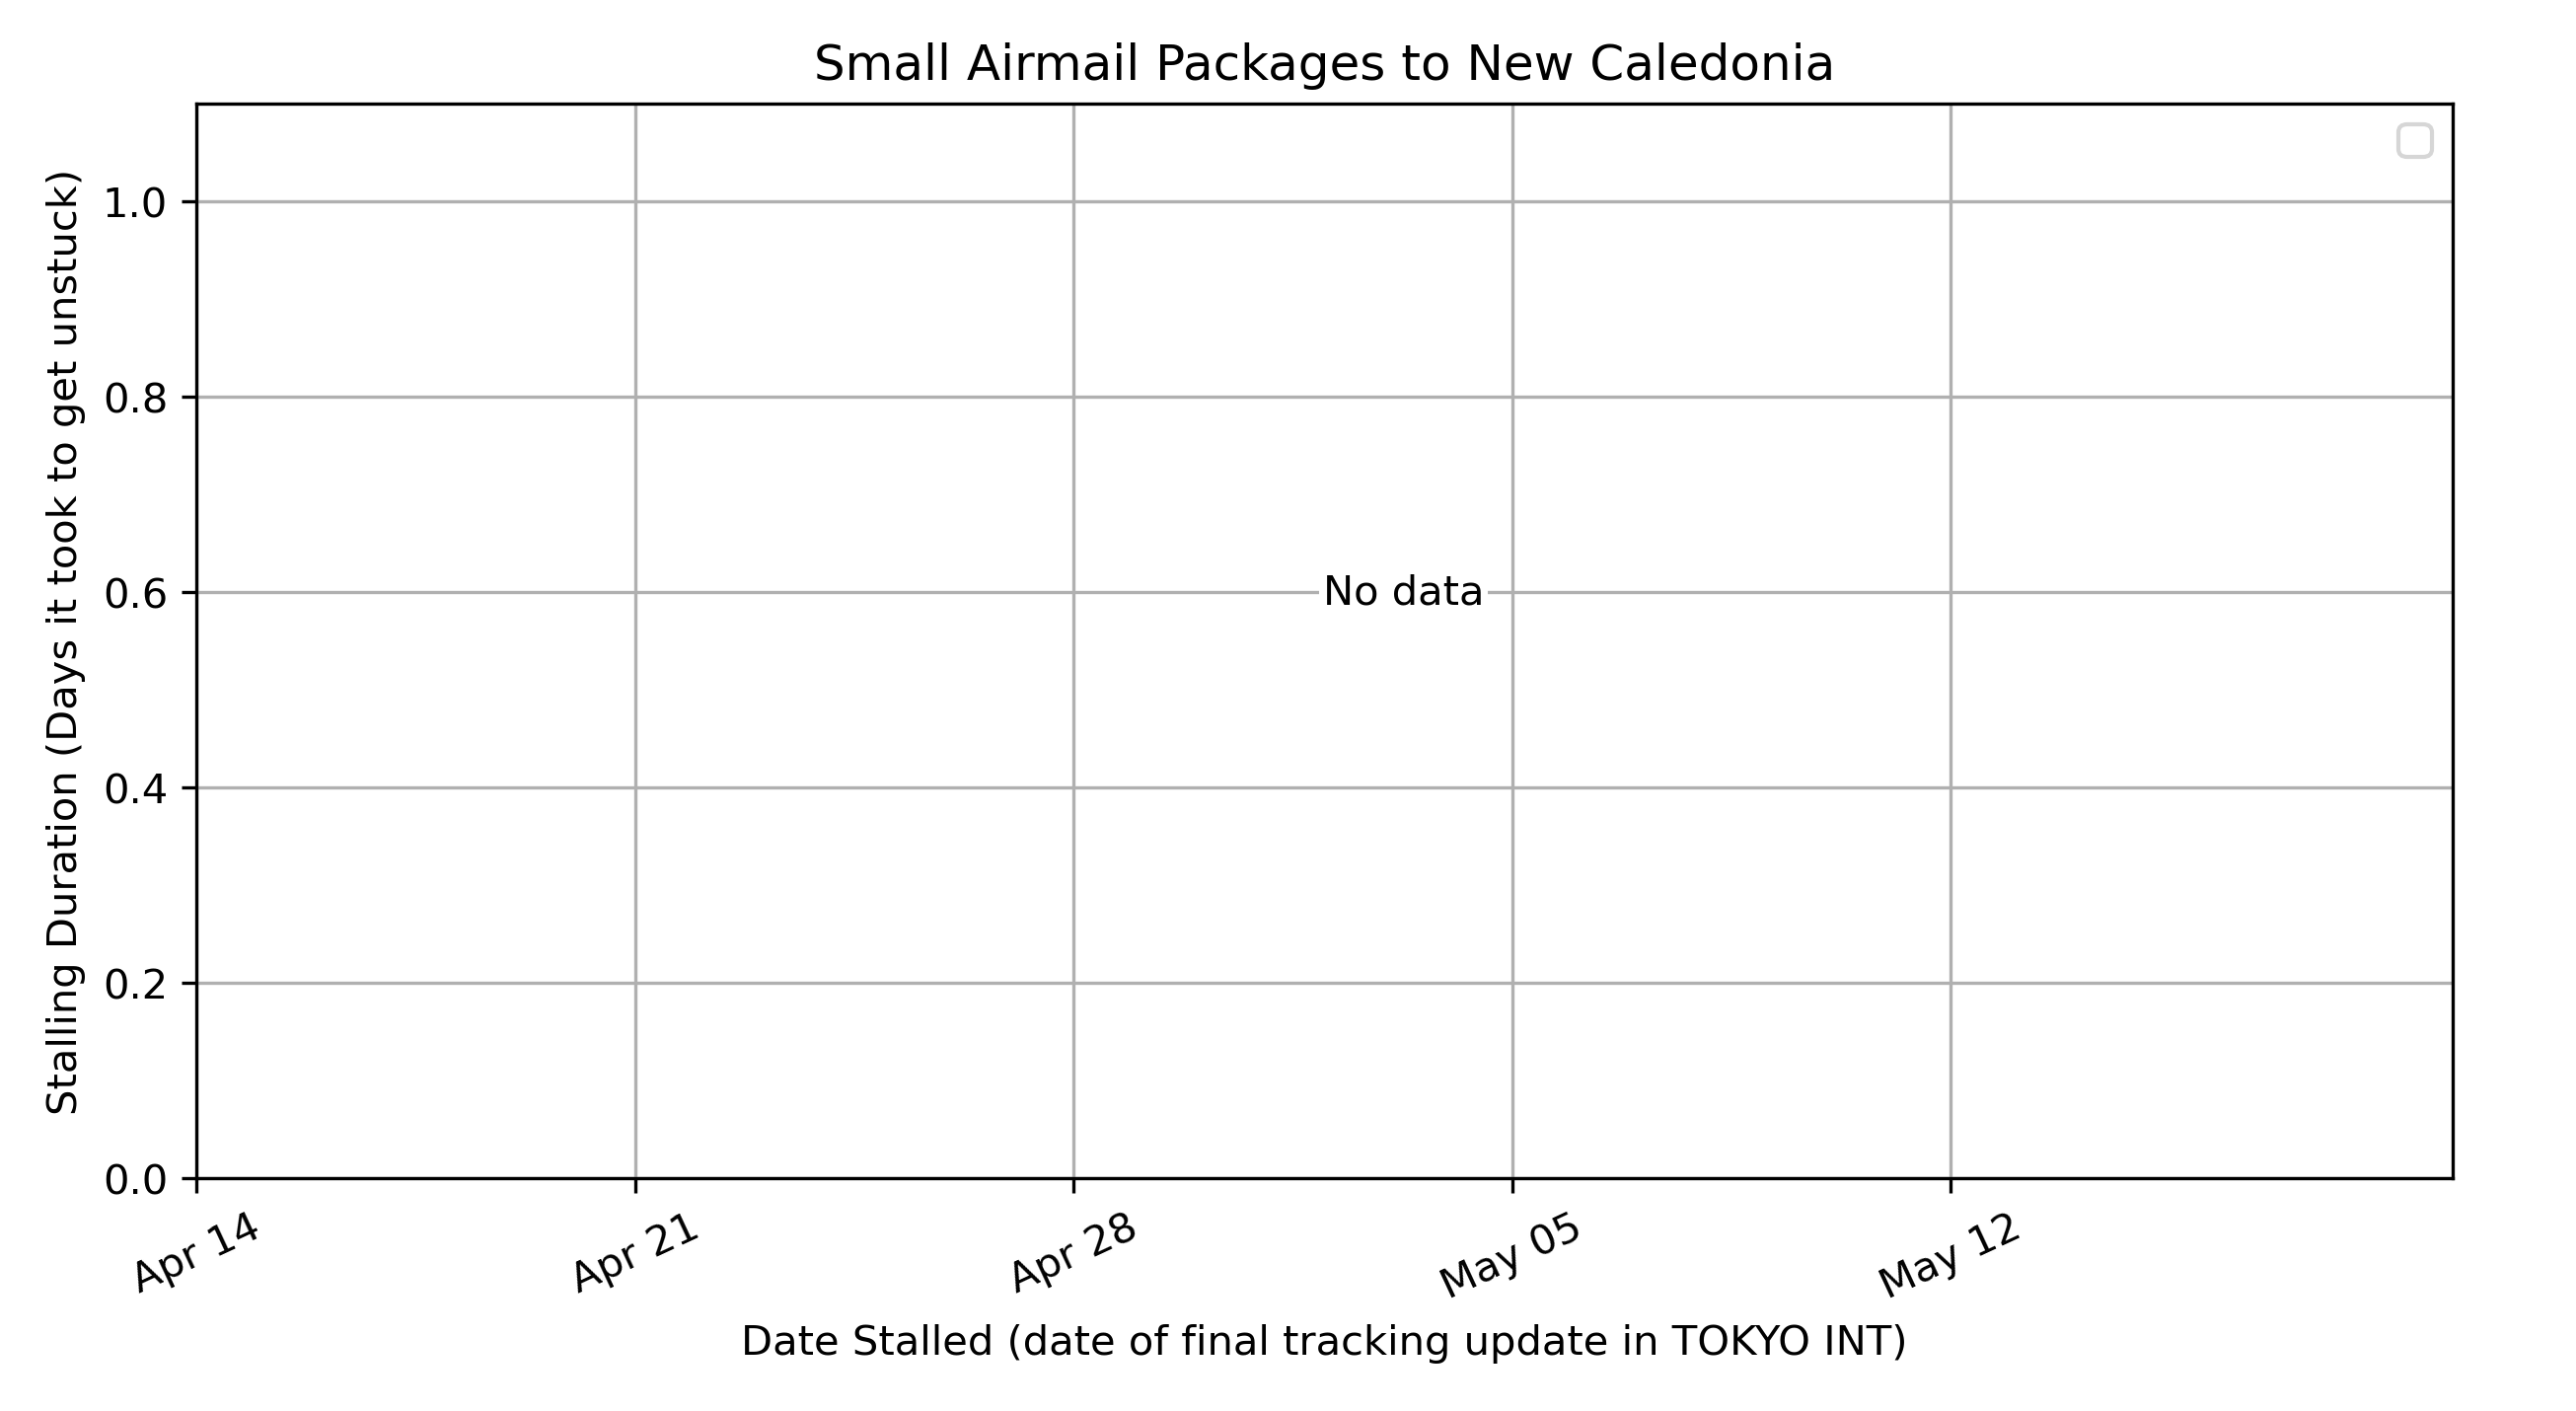 Small Airmail Packages to New Caledonia
Stalling Duration (Days it took to get unstuck)
1.0
0.8
0.6
0.4
0.2
0.0
No data
Apr 14
Apr 21
Apr 28
May 05
May 12
Date Stalled (date of final tracking update in TOKYO INT)